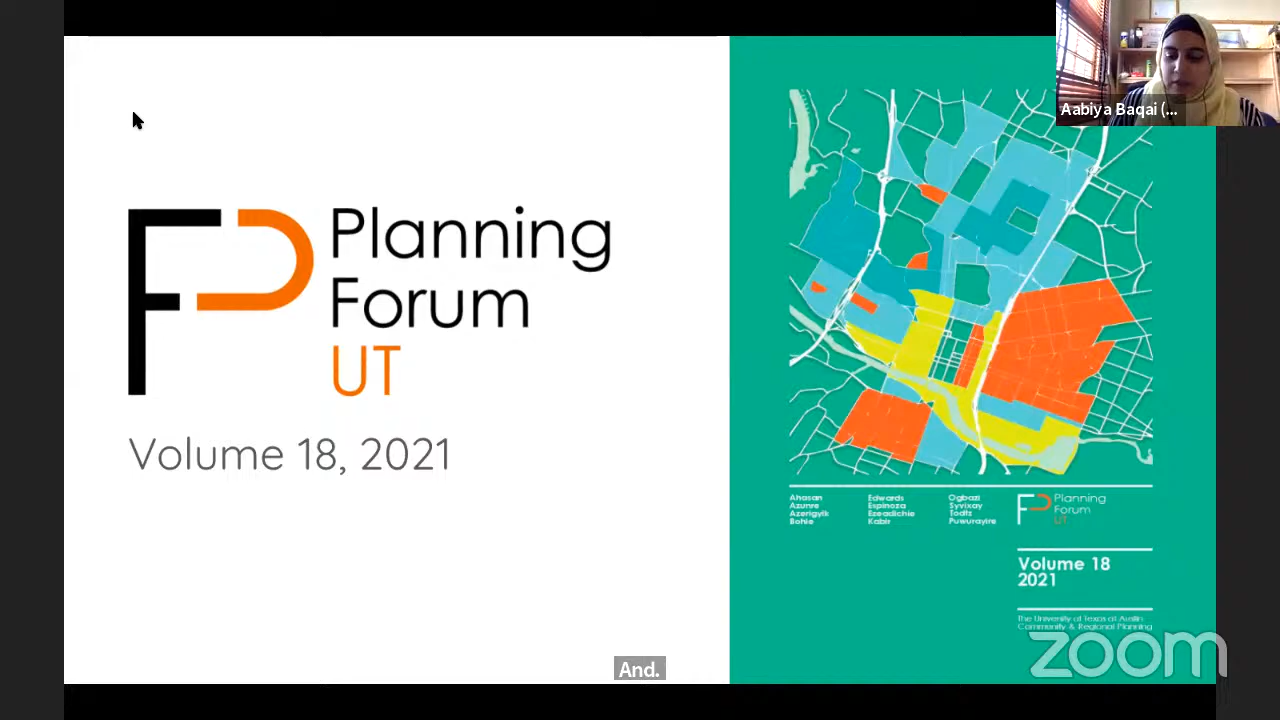 Aabiya Baqai (...
Planning
Forum
UT
Volume 18, 2021
Ahasan
Azunre
Azerigyik
Bohle
Edwards
Espinoza
Ezeadichie
Kabir
Ogbazi
Syvixay
Todts
Puwurayire
Planning
Forum
UT
Volume 18
2021
The University of Texas at Austin
Community & Regional Planning
zoom
And.